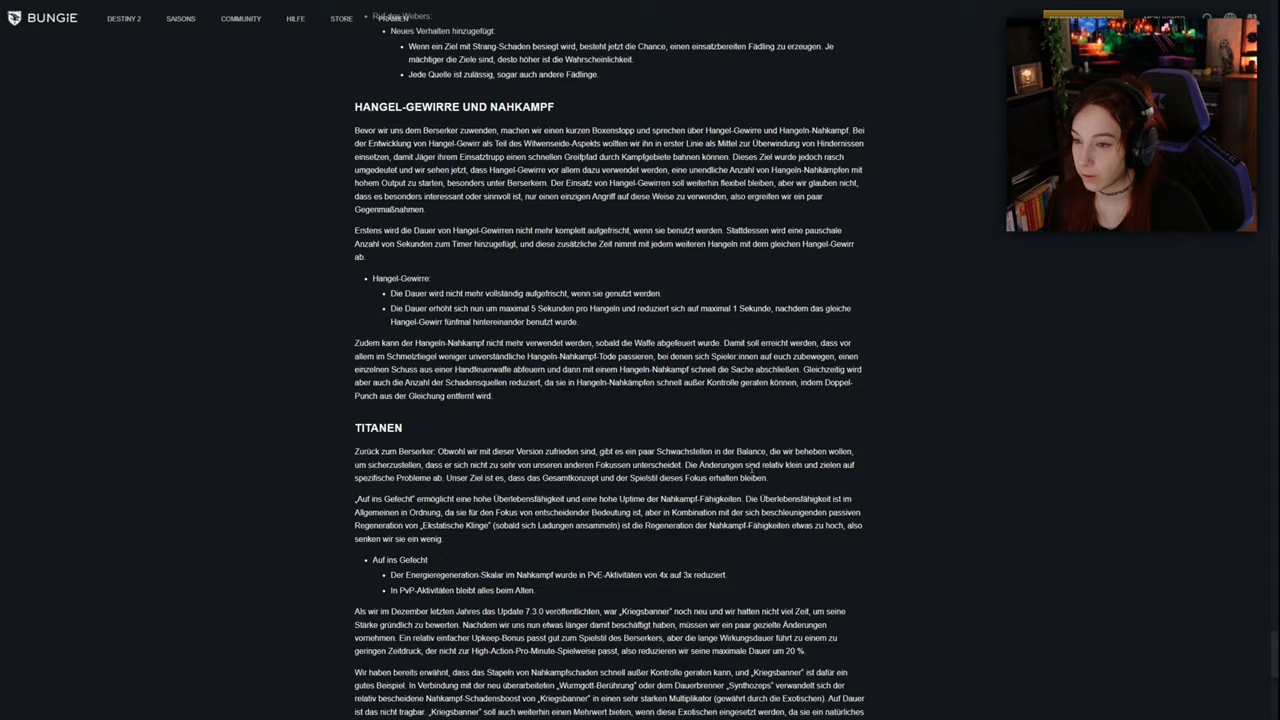 BUNGIE
DESTINY 2
SAISONS
COMMUNITY
HILFE
STORE
PRÄMIEN
MEIN KONTO
Ruf des Webers:
Neues Verhalten hinzugefügt:
Wenn ein Ziel mit Strang-Schaden besiegt wird, besteht jetzt die Chance, einen einsatzbereiten Fädling zu erzeugen. Je
mächtiger die Ziele sind, desto höher ist die Wahrscheinlichkeit.
Jede Quelle ist zulässig, sogar auch andere Fädlinge.
HANGEL-GEWIRRE UND NAHKAMPF
Bevor wir uns dem Berserker zuwenden, machen wir einen kurzen Boxenstopp und sprechen über Hangel-Gewirre und Hangeln-Nahkampf. Bei
der Entwicklung von Hangel-Gewirr als Teil des Witwenseide-Aspekts wollten wir ihn in erster Linie als Mittel zur Überwindung von Hindernissen
einsetzen, damit Jäger ihrem Einsatztrupp einen schnellen Greifpfad durch Kampfgebiete bahnen können. Dieses Ziel wurde jedoch rasch
umgedeutet und wir sehen jetzt, dass Hangel-Gewirre vor allem dazu verwendet werden, eine unendliche Anzahl von Hangeln-Nahkämpfen mit
hohem Output zu starten, besonders unter Berserkern. Der Einsatz von Hangel-Gewirren soll weiterhin flexibel bleiben, aber wir glauben nicht,
dass es besonders interessant oder sinnvoll ist, nur einen einzigen Angriff auf diese Weise zu verwenden, also ergreifen wir ein paar
Gegenmaßnahmen.
Erstens wird die Dauer von Hangel-Gewirren nicht mehr komplett aufgefrischt, wenn sie benutzt werden. Stattdessen wird eine pauschale
Anzahl von Sekunden zum Timer hinzugefügt, und diese zusätzliche Zeit nimmt mit jedem weiteren Hangeln mit dem gleichen Hangel-Gewirr
ab.
Hangel-Gewirre:
Die Dauer wird nicht mehr vollständig aufgefrischt, wenn sie genutzt werden.
Die Dauer erhöht sich nun um maximal 5 Sekunden pro Hangeln und reduziert sich auf maximal 1 Sekunde, nachdem das gleiche
Hangel-Gewirr fünfmal hintereinander benutzt wurde.
Zudem kann der Hangeln-Nahkampf nicht mehr verwendet werden, sobald die Waffe abgefeuert wurde. Damit soll erreicht werden, dass vor
allem im Schmelztiegel weniger unverständliche Hangeln-Nahkampf-Tode passieren, bei denen sich Spieler:innen auf euch zubewegen, einen
einzelnen Schuss aus einer Handfeuerwaffe abfeuern und dann mit einem Hangeln-Nahkampf schnell die Sache abschließen. Gleichzeitig wird
aber auch die Anzahl der Schadensquellen reduziert, da sie in Hangeln-Nahkämpfen schnell außer Kontrolle geraten können, indem Doppel-
Punch aus der Gleichung entfernt wird.
TITANEN
Zurück zum Berserker: Obwohl wir mit dieser Version zufrieden sind, gibt es ein paar Schwachstellen in der Balance, die wir beheben wollen,
um sicherzustellen, dass er sich nicht zu sehr von unseren anderen Fokussen unterscheidet. Die Änderungen sind relativ klein und zielen auf
spezifische Probleme ab. Unser Ziel ist es, dass das Gesamtkonzept und der Spielstil dieses Fokus erhalten bleiben.
„Auf ins Gefecht" ermöglicht eine hohe Überlebensfähigkeit und eine hohe Uptime der Nahkampf-Fähigkeiten. Die Überlebensfähigkeit ist im
Allgemeinen in Ordnung, da sie für den Fokus von entscheidender Bedeutung ist, aber in Kombination mit der sich beschleunigenden passiven
Regeneration von „Ekstatische Klinge" (sobald sich Ladungen ansammeln) ist die Regeneration der Nahkampf-Fähigkeiten etwas zu hoch, also
senken wir sie ein wenig.
Auf ins Gefecht
Der Energieregeneration-Skalar im Nahkampf wurde in PvE-Aktivitäten von 4x auf 3x reduziert.
In PvP-Aktivitäten bleibt alles beim Alten.
Als wir im Dezember letzten Jahres das Update 7.3.0 veröffentlichten, war „Kriegsbanner" noch neu und wir hatten nicht viel Zeit, um seine
Stärke gründlich zu bewerten. Nachdem wir uns nun etwas länger damit beschäftigt haben, müssen wir ein paar gezielte Änderungen
vornehmen. Ein relativ einfacher Upkeep-Bonus passt gut zum Spielstil des Berserkers, aber die lange Wirkungsdauer führt zu einem zu
geringen Zeitdruck, der nicht zur High-Action-Pro-Minute-Spielweise passt, also reduzieren wir seine maximale Dauer um 20 %.
Wir haben bereits erwähnt, dass das Stapeln von Nahkampfschaden schnell außer Kontrolle geraten kann, und „Kriegsbanner" ist dafür ein
gutes Beispiel. In Verbindung mit der neu überarbeiteten „Wurmgott-Berührung" oder dem Dauerbrenner „Synthozeps" verwandelt sich der
relativ bescheidene Nahkampf-Schadensboost von „Kriegsbanner" in einen sehr starken Multiplikator (gewährt durch die Exotischen). Auf Dauer
ist das nicht tragbar. „Kriegsbanner" soll auch weiterhin einen Mehrwert bieten, wenn diese Exotischen eingesetzt werden, da sie ein natürliches